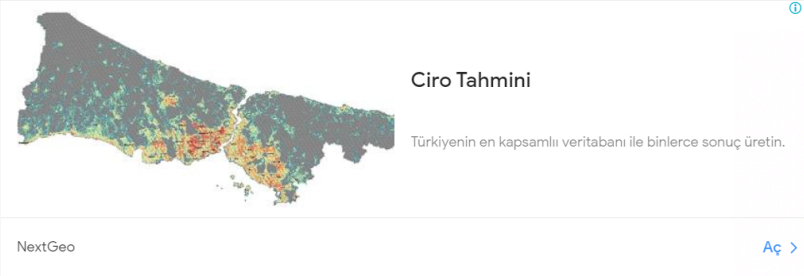 Ciro Tahmini
Türkiyenin en kapsamlıı veritabanı ile binlerce sonuç üretin.
NextGeo
Aç